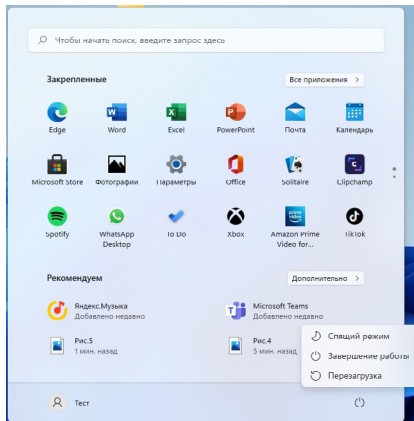 Чтобы начать поиск, введите запрос здесь
Закрепленные
Все приложения
Edge
Word
Excel
PowerPoint
Почта
Календарь
Microsoft Store
Фотографии
Параметры
Office
Solitaire
Clipchamp
Spotify
WhatsApp
Desktop
To Do
Xbox
prime video
Amazon Prime
Video for...
TikTok
Рекомендуем
Дополнительно
Яндекс.Музыка
Добавлено недавно
Microsoft Teams
Добавлено недавно
Рис.5
1 мин. назад
Рис.4
5 мин. назад
Спящий режим
Завершение работы
Перезагрузка
Тест